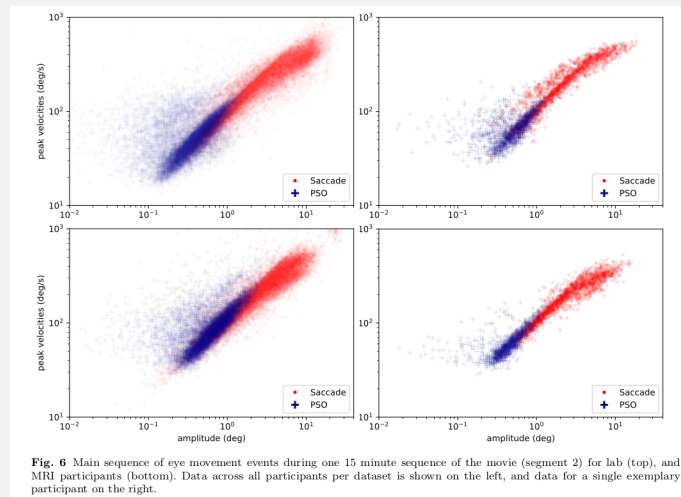 10³
10³
10²
10²
10¹
10¹
peak velocities (deg/s)
Saccade
PSO
Saccade
PSO
10⁻²
10⁻¹
10⁰
10¹
10⁻²
10⁻¹
10⁰
10¹
10³
10³
10²
10²
10¹
10¹
peak velocities (deg/s)
Saccade
PSO
Saccade
PSO
10⁻²
10⁻¹
10⁰
10¹
10⁻²
10⁻¹
10⁰
10¹
amplitude (deg)
amplitude (deg)
Fig. 6 Main sequence of eye movement events during one 15 minute sequence of the movie (segment 2) for lab (top), and
MRI participants (bottom). Data across all participants per dataset is shown on the left, and data for a single exemplary
participant on the right.